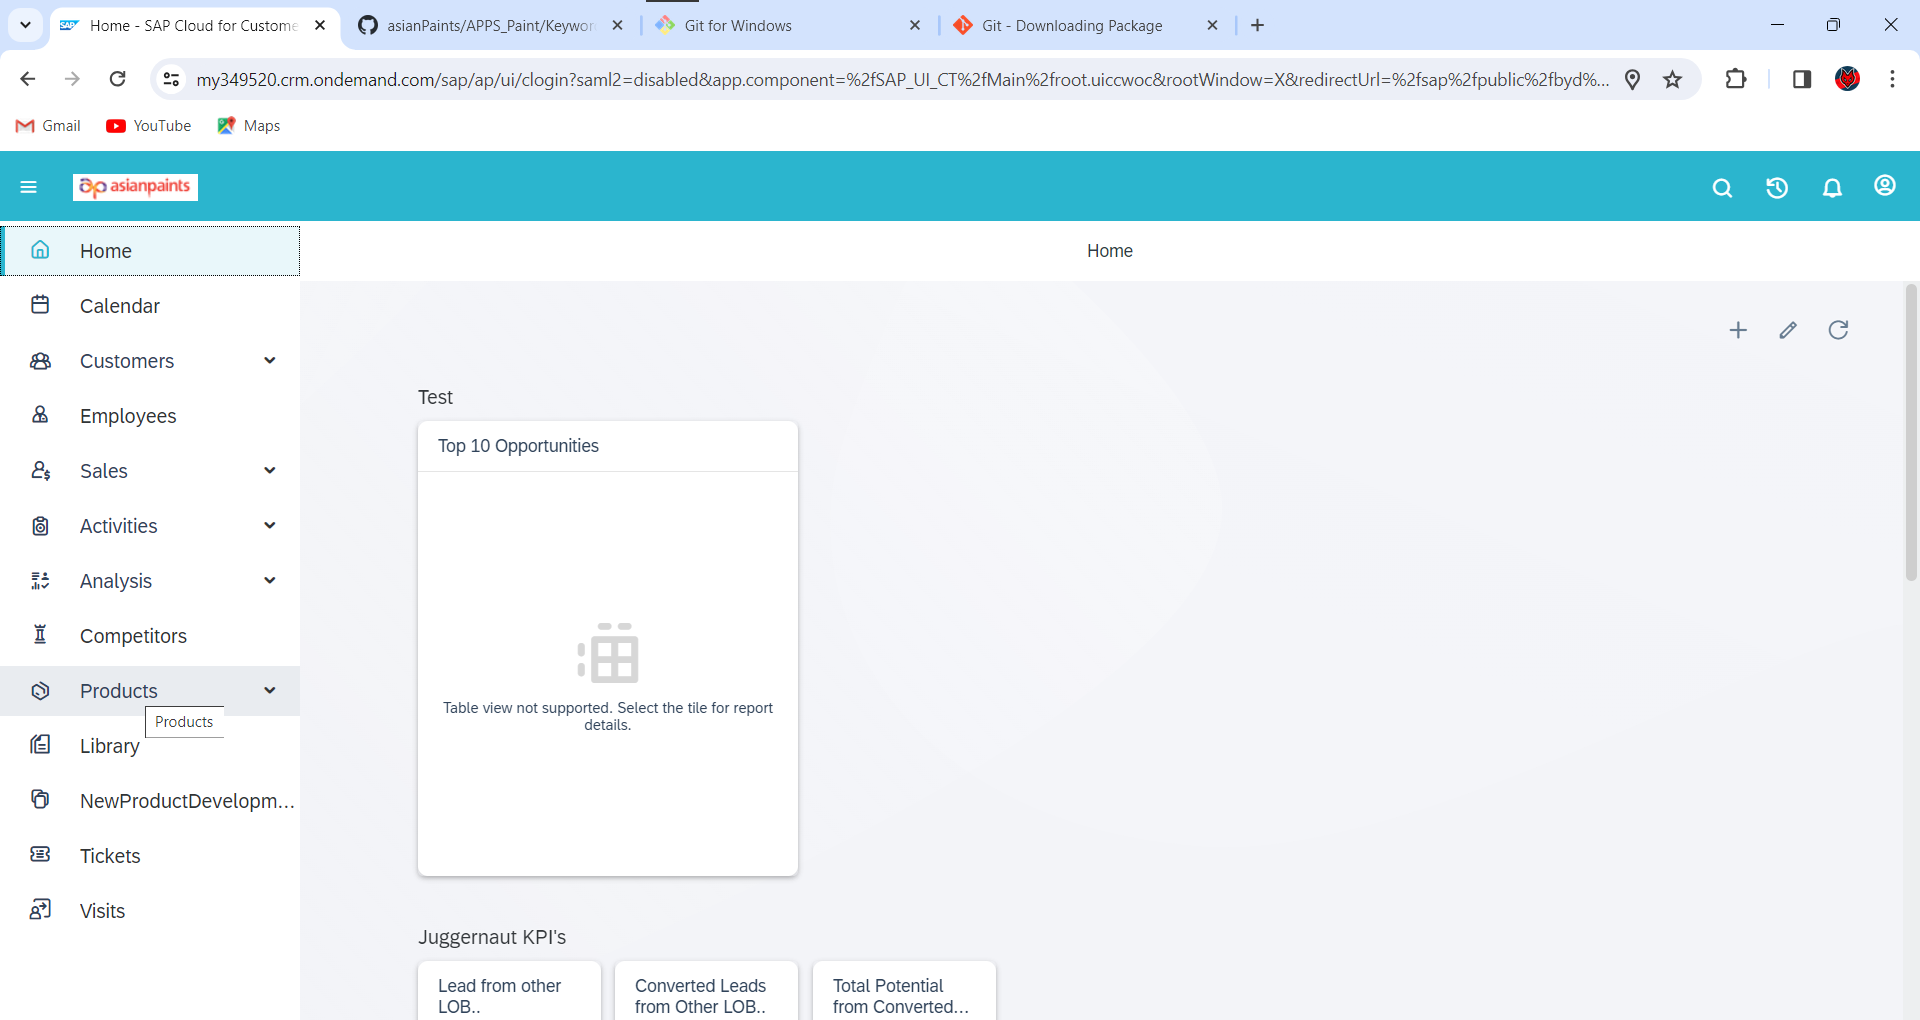 Home - SAP Cloud for Custome
asianPaints/APPS_Paint/Keywor
Git for Windows
Git - Downloading Package
my349520.crm.ondemand.com/sap/ap/ui/clogin?saml2=disabled&app.component=%2fSAP_UI_CT%2fMain%2froot.uiccwoc&rootWindow=X&redirectUrl=%2fsap%2fpublic%2fbyd%...
Gmail
YouTube
Maps
asianpaints
Home
Home
Calendar
Customers
Employees
Sales
Activities
Analysis
Competitors
Products
Products
Library
NewProductDevelopm...
Tickets
Visits
Test
Top 10 Opportunities
Table view not supported. Select the tile for report
details.
Juggernaut KPI's
Lead from other
LOB..
Converted Leads
from Other LOB..
Total Potential
from Converted...